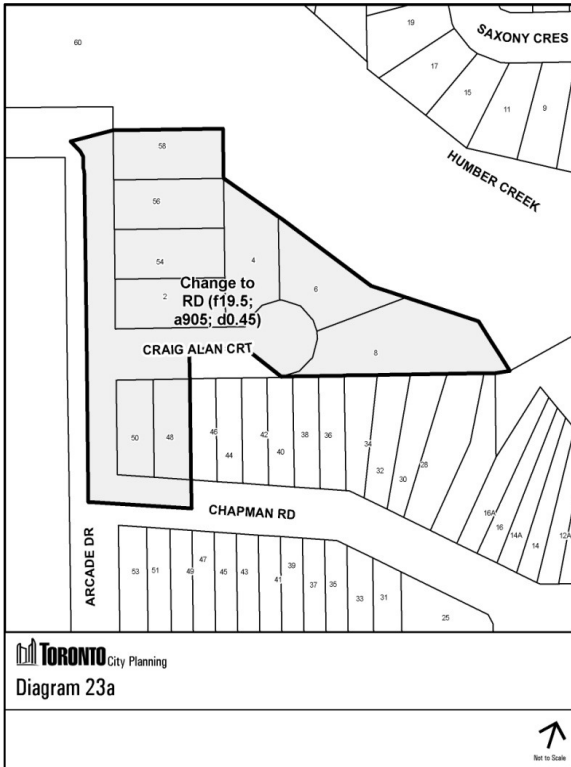 60
19
SAXONY CRES
17
15
11
9
HUMBER CREEK
58
56
54
2
4
6
8
Change to
RD (f19.5;
a905; d0.45)
CRAIG ALAN CRT
50
48
46
44
42
40
38
36
34
32
30
28
16A
16
14A
14
12A
CHAPMAN RD
ARCADE DR
53
51
49
47
45
43
41
39
37
35
33
31
25
TORONTO City Planning
Diagram 23a
Not to Scale